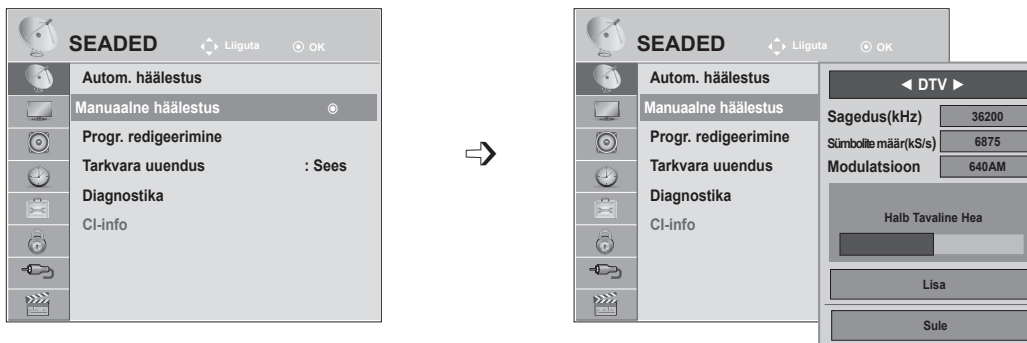 SEADED Liiguta OK
Autom. häälestus
Manuaalne häälestus
Progr. redigeerimine
Tarkvara uuendus : Sees
Diagnostika
CI-info
SEADED Liiguta OK
Autom. häälestus
Manuaalne häälestus
Progr. redigeerimine
Tarkvara uuendus
Diagnostika
CI-info
◄ DTV ►
Sagedus(kHz) 36200
Sümbolite määr(kS/s) 6875
Modulatsioon 640AM
Halb Tavaline Hea
Lisa
Sule